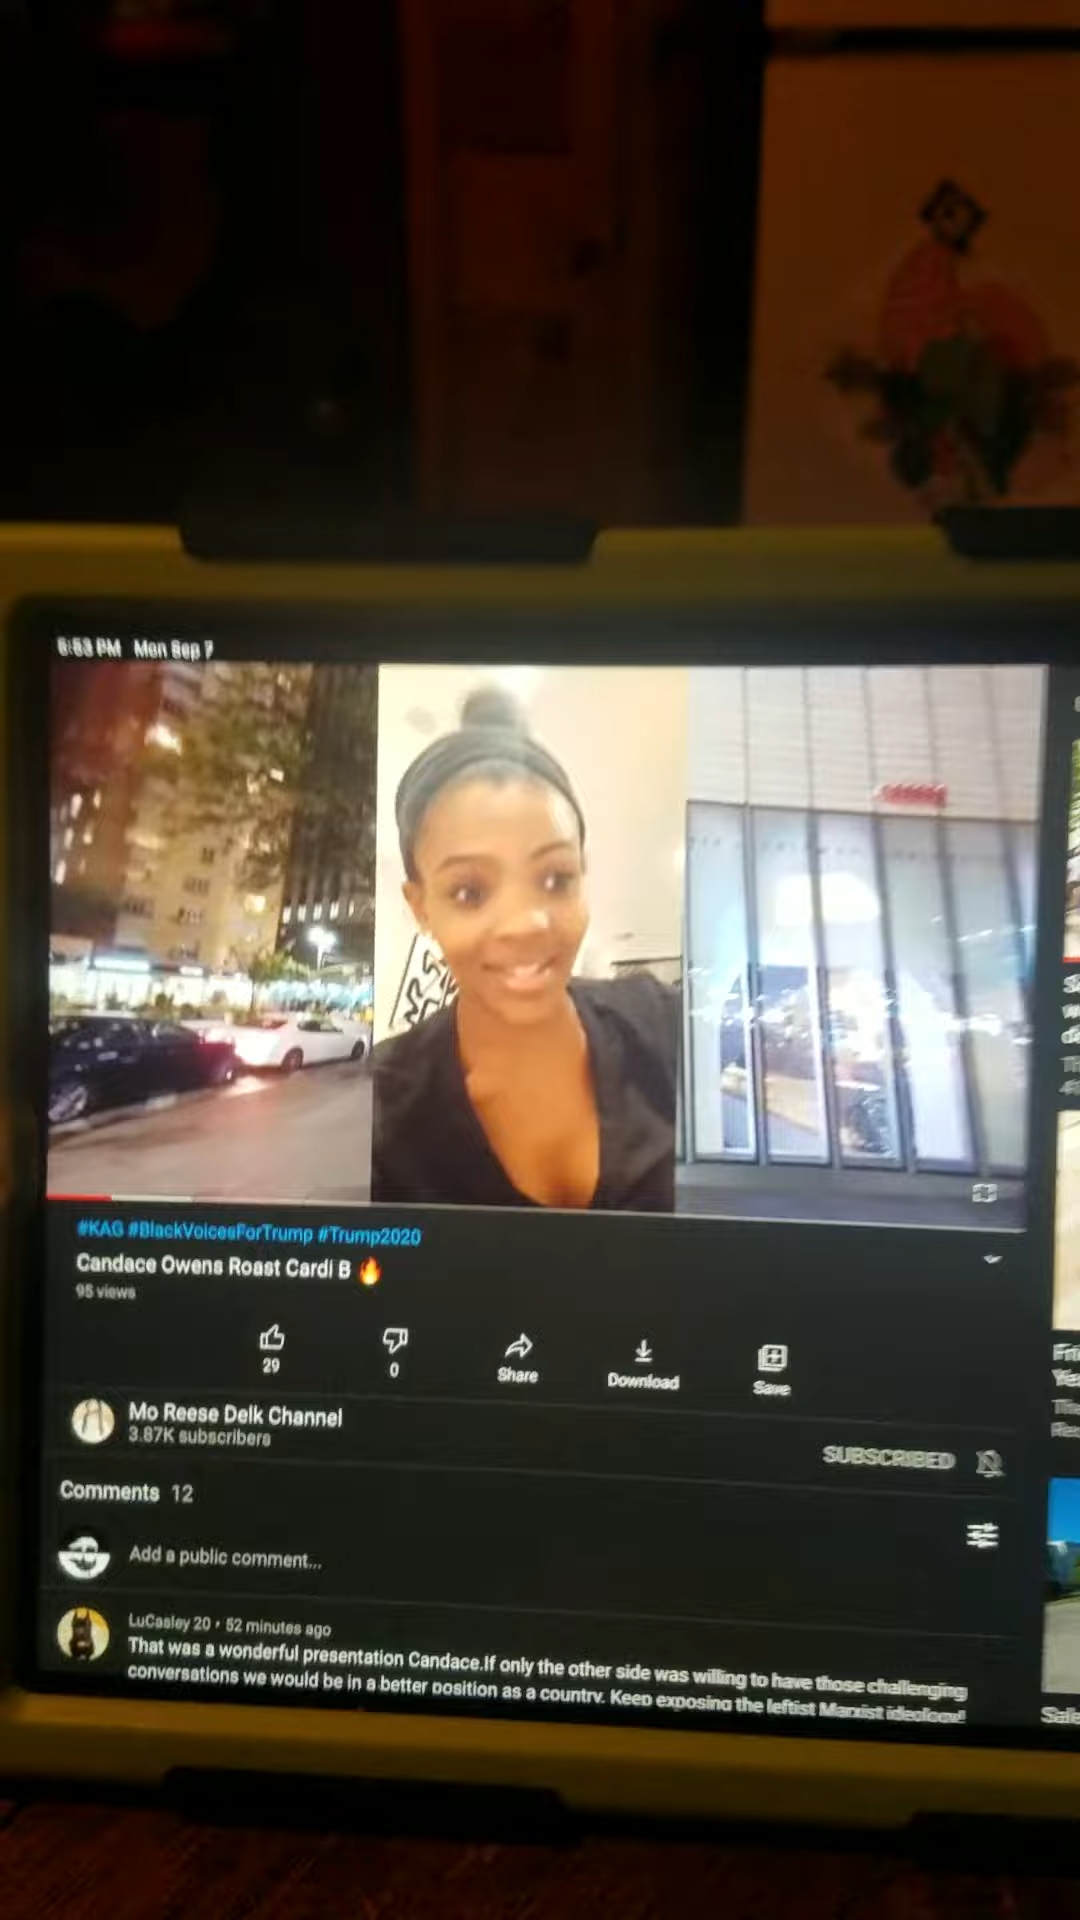 6:53 PM Mon Sep 7
#KAG #BlackVoicesForTrump #Trump2020
Candace Owens Roast Cardi B 🔥
95 views
29
0
Share
Download
Save
Mo Reese Delk Channel
3.87K subscribers
SUBSCRIBED
Comments 12
Add a public comment...
LuCasley 20 • 52 minutes ago
That was a wonderful presentation Candace.If only the other side was willing to have those challenging
conversations we would be in a better position as a country. Keep exposing the leftist Marxist ideology!